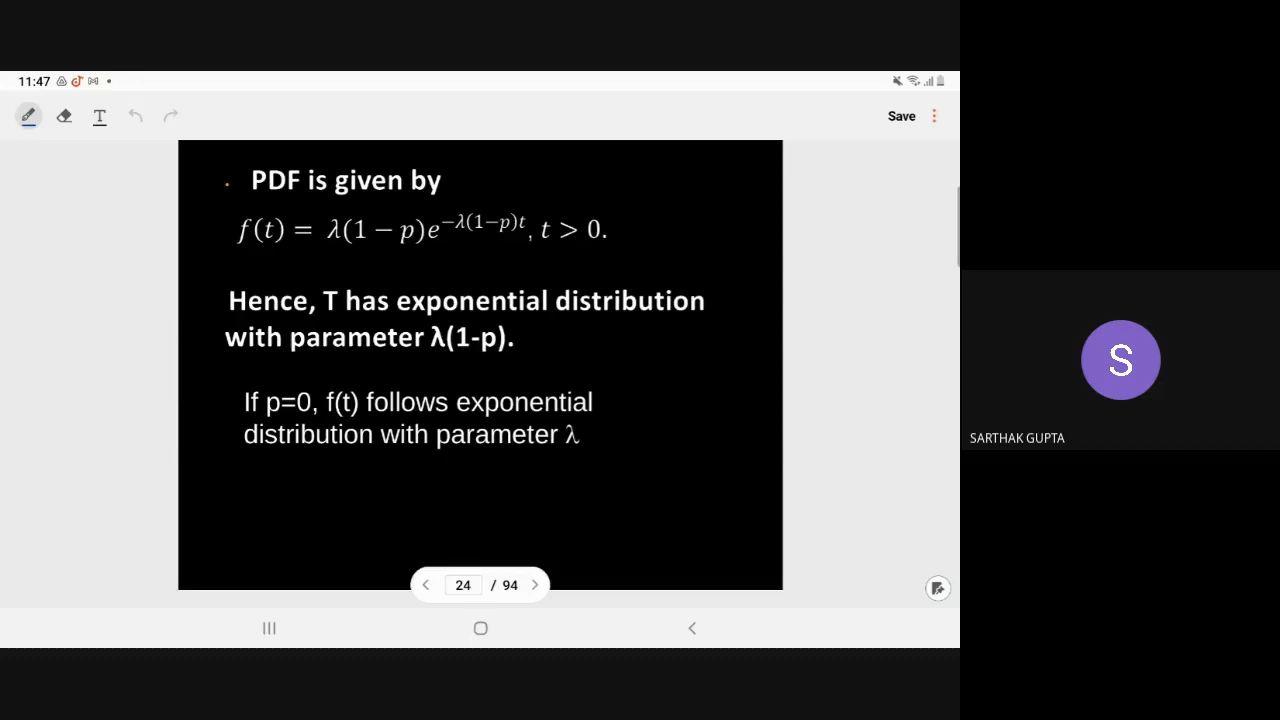 11:47
Save
PDF is given by
f(t) = λ(1 − p)e^{−λ(1−p)t}, t > 0.
Hence, T has exponential distribution
with parameter λ(1-p).
If p=0, f(t) follows exponential
distribution with parameter λ
24 / 94
S
SARTHAK GUPTA